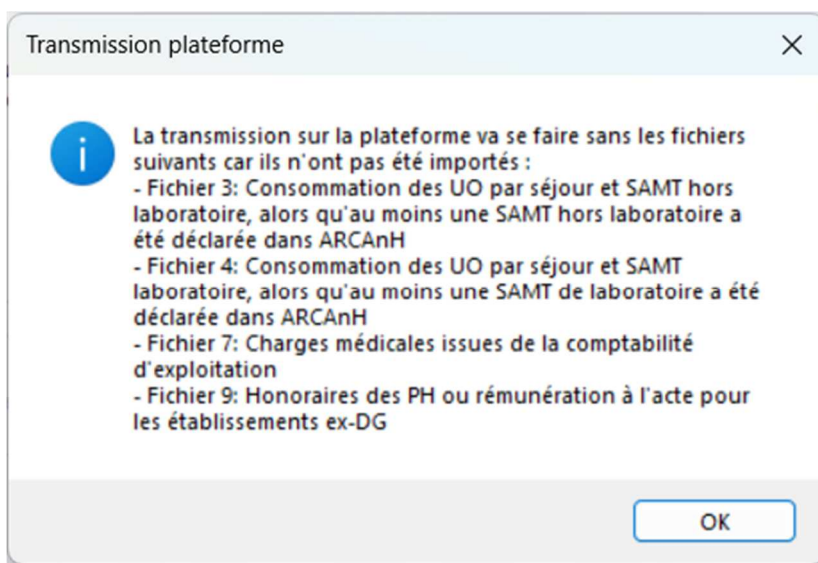 Transmission plateforme
La transmission sur la plateforme va se faire sans les fichiers
suivants car ils n'ont pas été importés :
- Fichier 3: Consommation des UO par séjour et SAMT hors
laboratoire, alors qu'au moins une SAMT hors laboratoire a
été déclarée dans ARCAnH
- Fichier 4: Consommation des UO par séjour et SAMT
laboratoire, alors qu'au moins une SAMT de laboratoire a été
déclarée dans ARCAnH
- Fichier 7: Charges médicales issues de la comptabilité
d'exploitation
- Fichier 9: Honoraires des PH ou rémunération à l'acte pour
les établissements ex-DG
OK